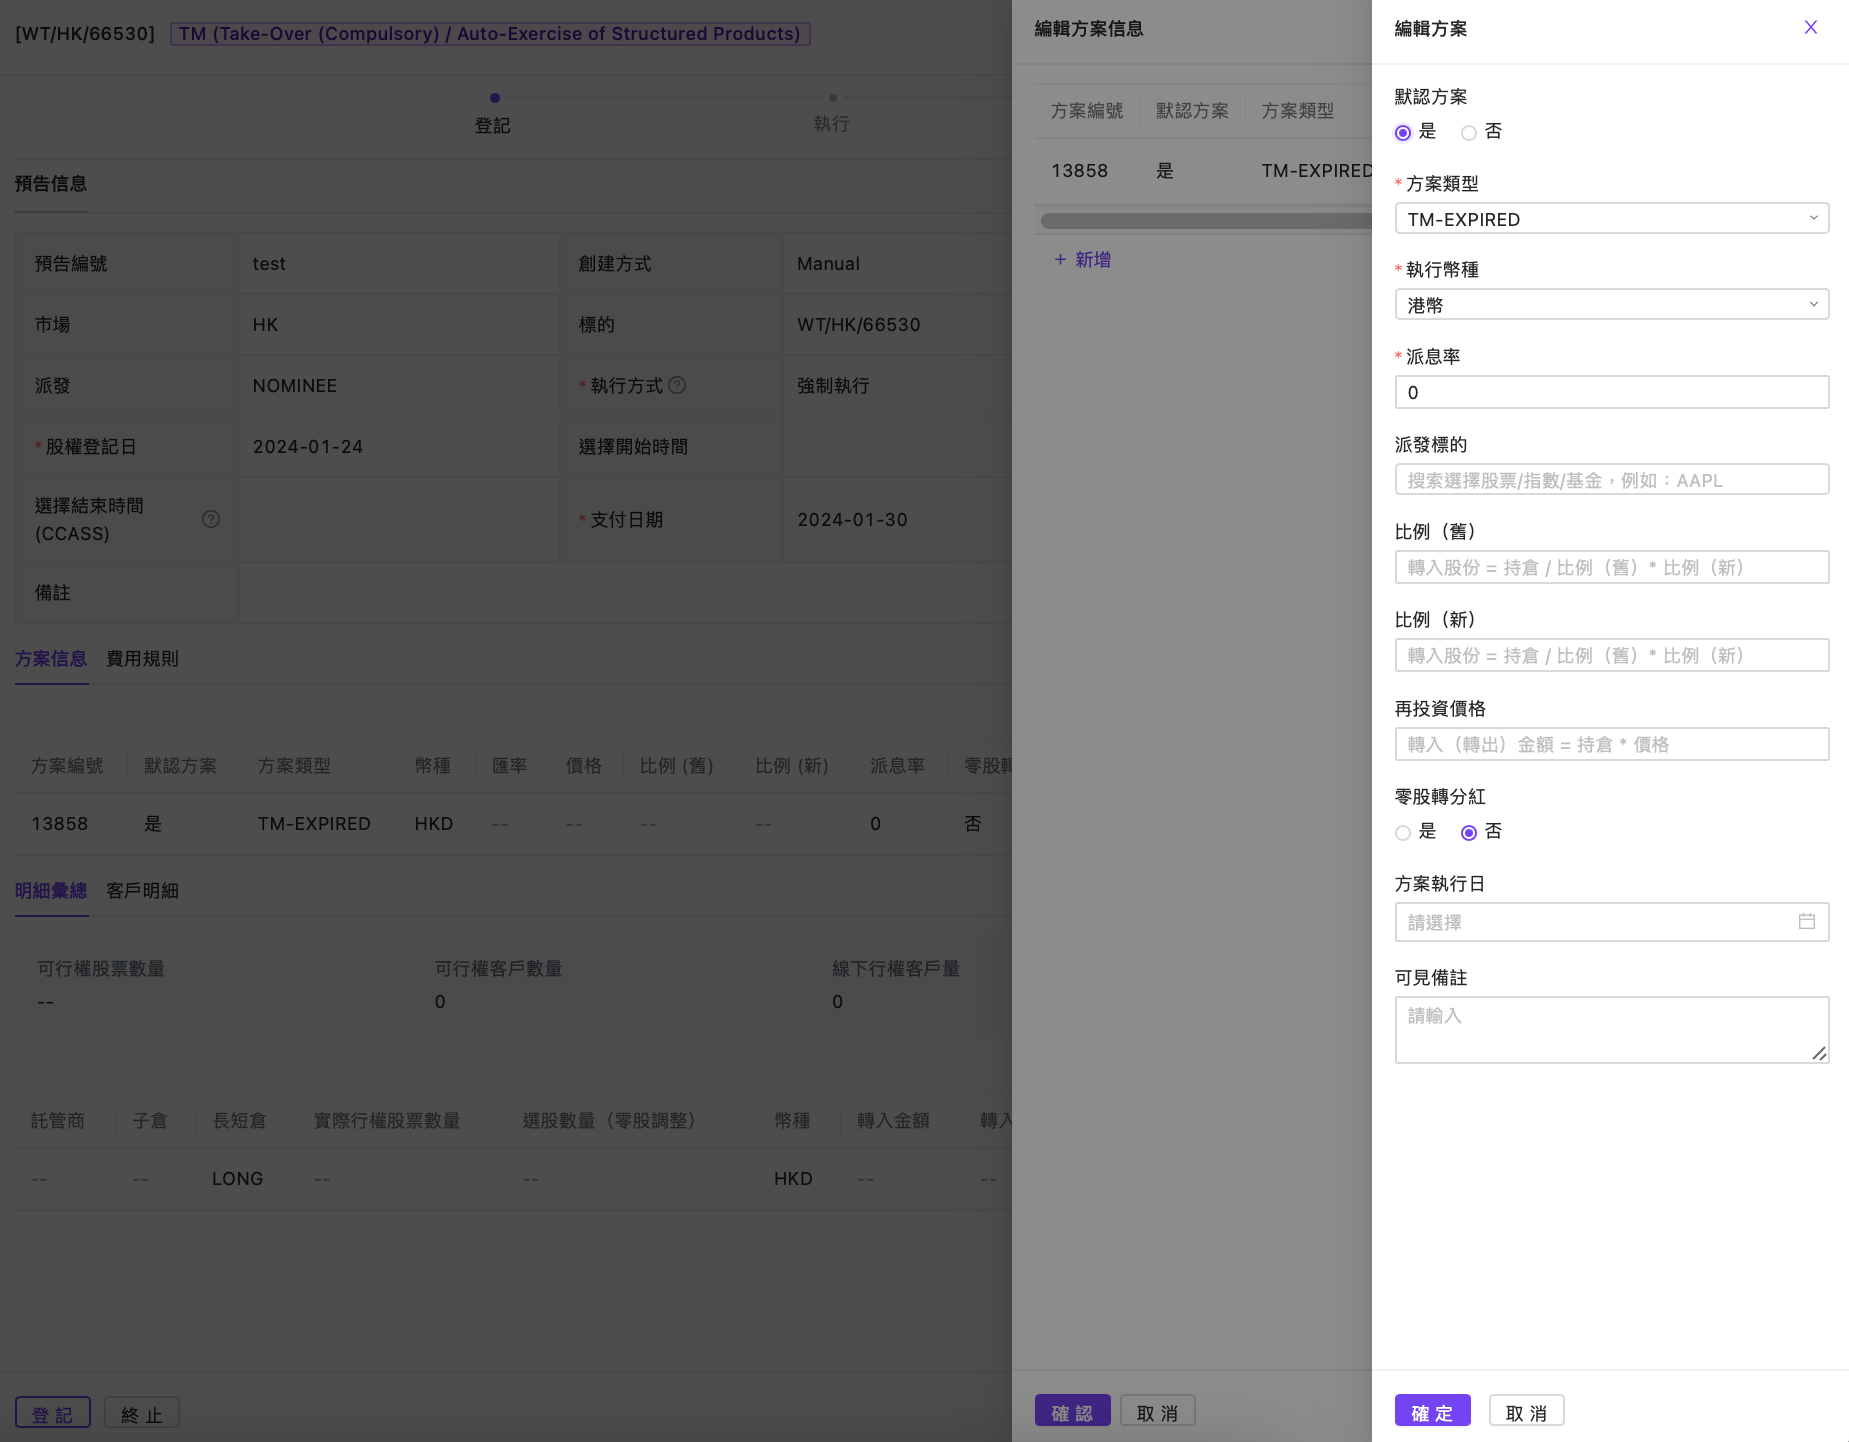 [WT/HK/66530] TM (Take-Over (Compulsory) / Auto-Exercise of Structured Products)
登記 執行
預告信息
預告編號 test 創建方式 Manual
市場 HK 標的 WT/HK/66530
派發 NOMINEE * 執行方式 ? 強制執行
* 股權登記日 2024-01-24 選擇開始時間
選擇結束時間
(CCASS) ? * 支付日期 2024-01-30
備註
方案信息 費用規則
方案編號 默認方案 方案類型 幣種 匯率 價格 比例 (舊) 比例 (新) 派息率 零股轉
13858 是 TM-EXPIRED HKD -- -- -- -- 0 否
明細彙總 客戶明細
可行權股票數量 可行權客戶數量 線下行權客戶量
-- 0 0
託管商 子倉 長短倉 實際行權股票數量 選股數量（零股調整） 幣種 轉入金額 轉入
-- -- LONG -- -- HKD -- --
登 記 終 止
編輯方案信息
方案編號 默認方案 方案類型
13858 是 TM-EXPIRED
+ 新增
確 認 取 消
編輯方案 X
默認方案
是 否
* 方案類型
TM-EXPIRED
* 執行幣種
港幣
* 派息率
0
派發標的
搜索選擇股票/指數/基金，例如：AAPL
比例（舊）
轉入股份 = 持倉 / 比例（舊）* 比例（新）
比例（新）
轉入股份 = 持倉 / 比例（舊）* 比例（新）
再投資價格
轉入（轉出）金額 = 持倉 * 價格
零股轉分紅
是 否
方案執行日
請選擇
可見備註
請輸入
確 定 取 消